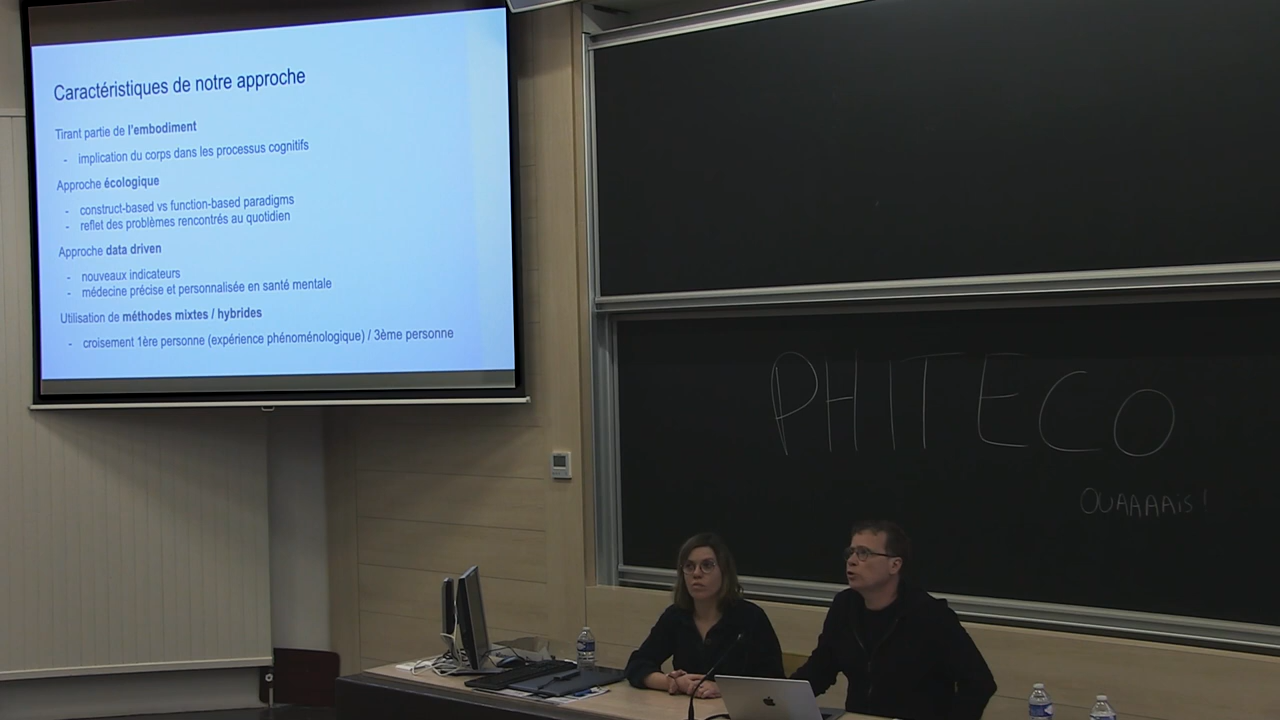 Caractéristiques de notre approche
Tirant partie de l'embodiment
- implication du corps dans les processus cognitifs
Approche écologique
- construct-based vs function-based paradigms
- reflet des problèmes rencontrés au quotidien
Approche data driven
- nouveaux indicateurs
- médecine précise et personnalisée en santé mentale
Utilisation de méthodes mixtes / hybrides
- croisement 1ère personne (expérience phénoménologique) / 3ème personne
PHITECO
OUAAAAis !